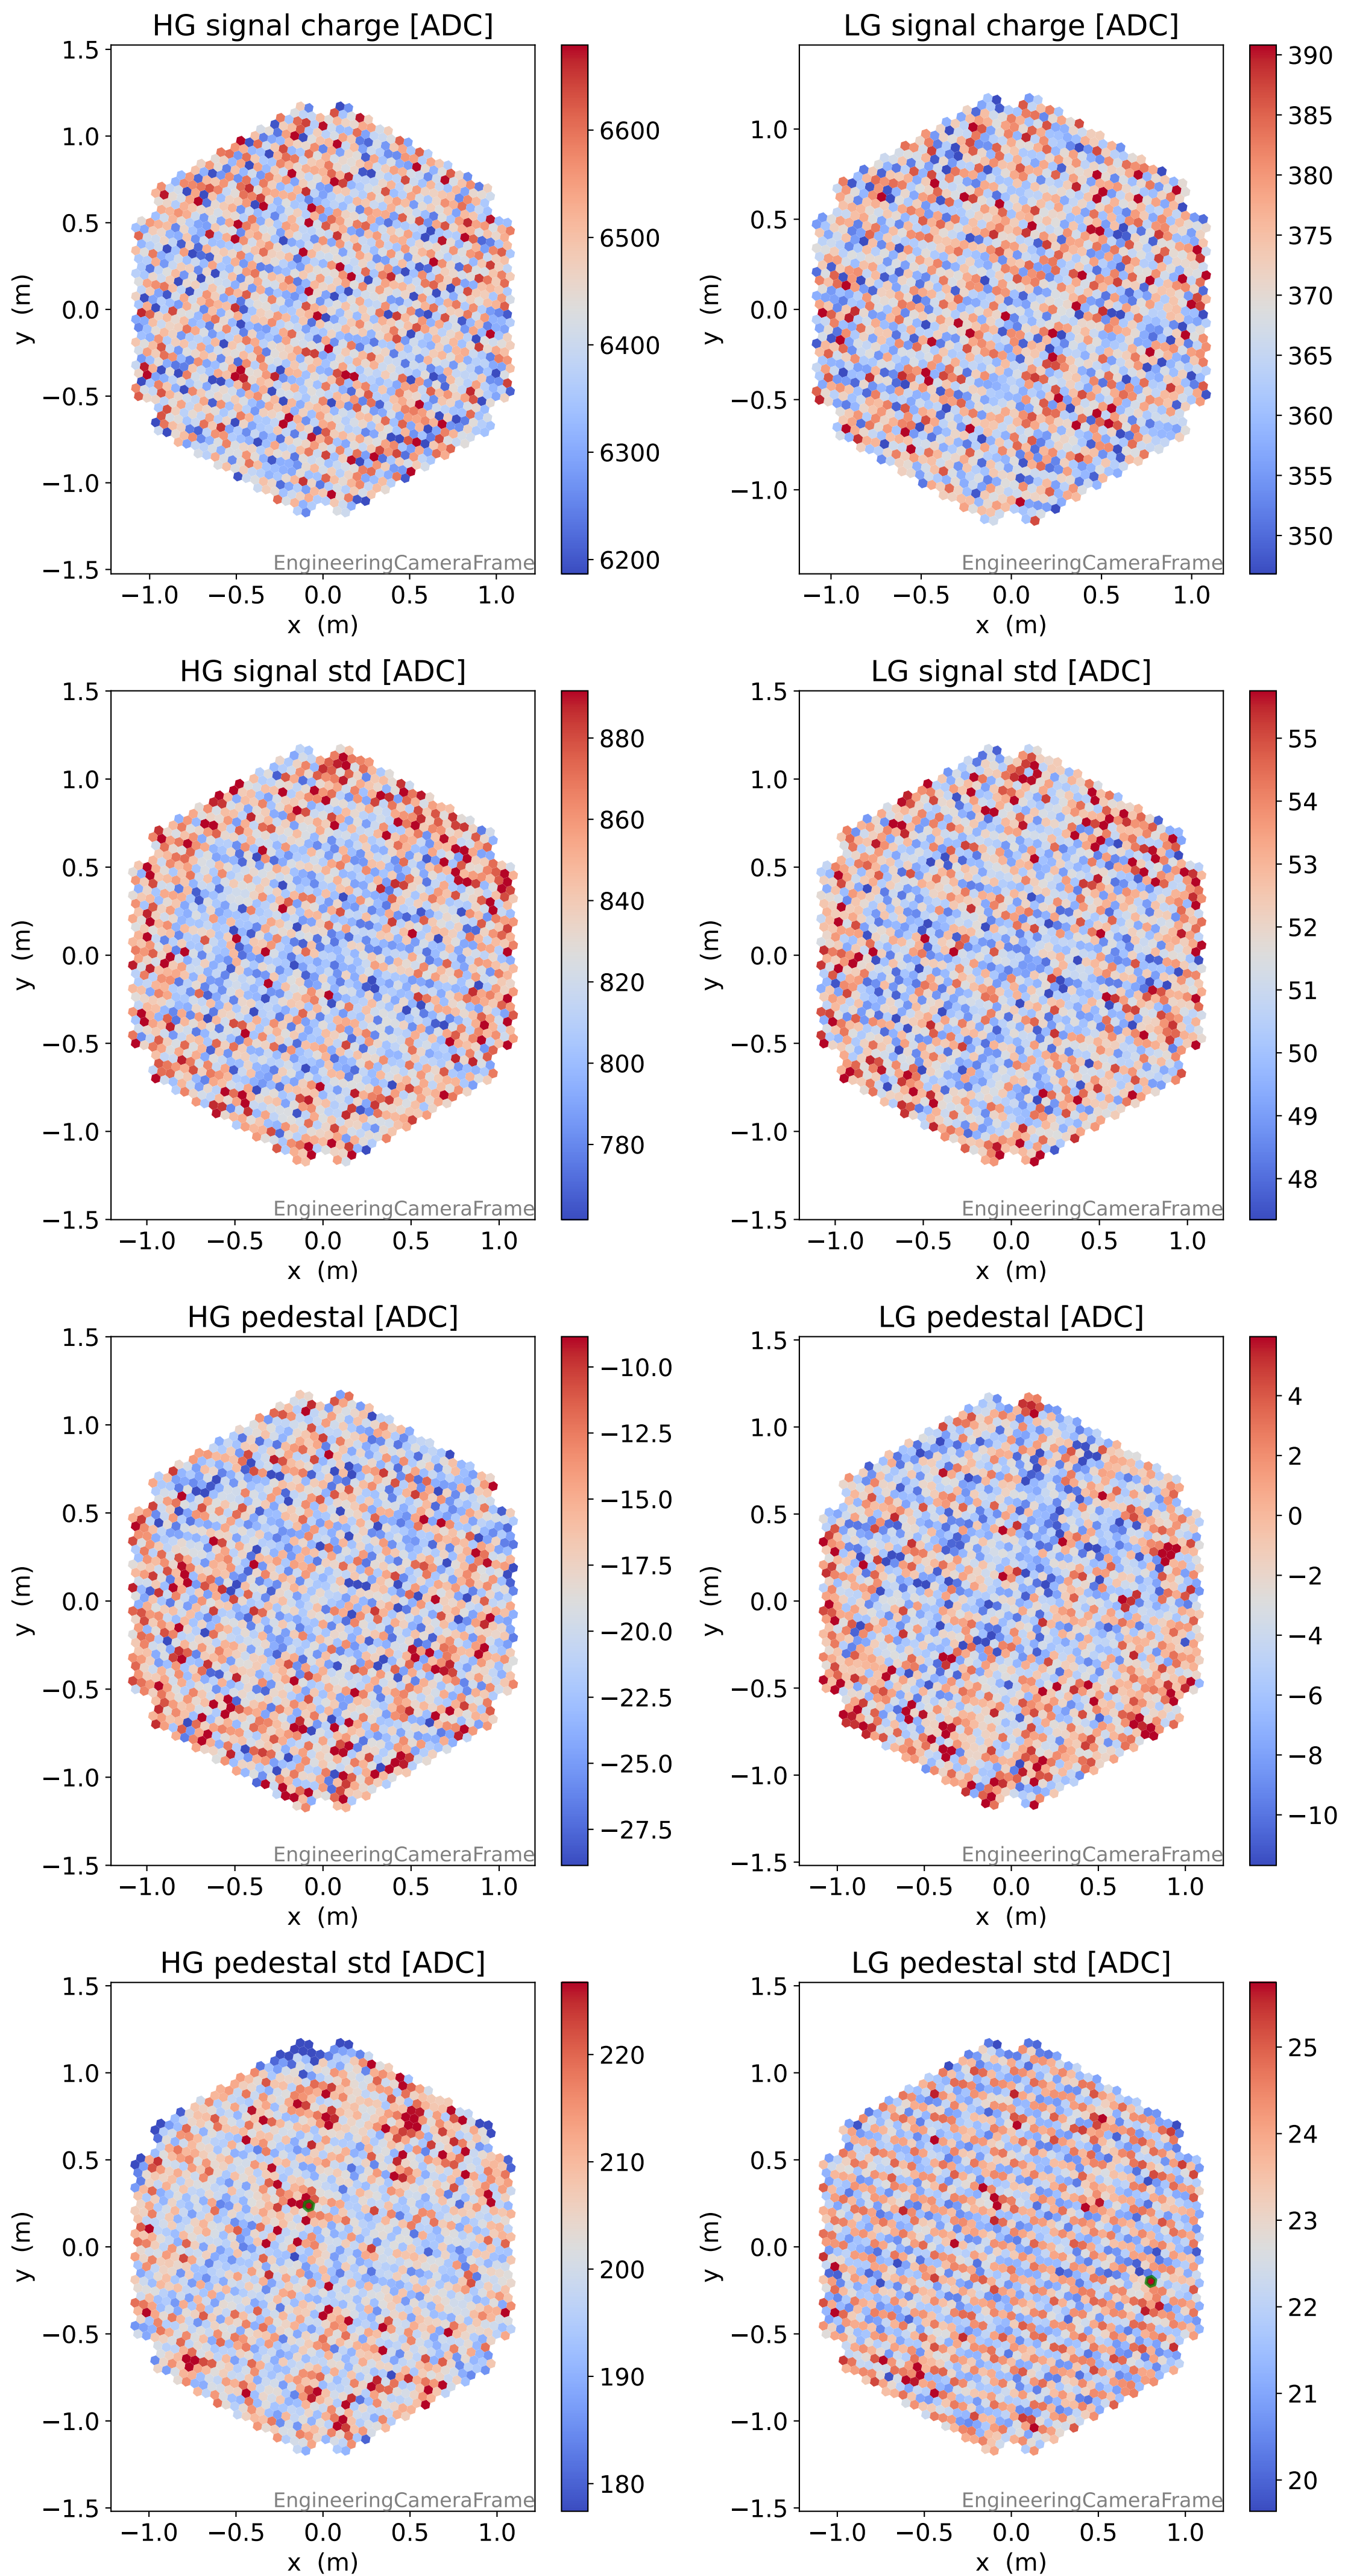 HG signal charge [ADC]
1.5
1.0
0.5
0.0
−0.5
−1.0
−1.5
y (m)
−1.0 −0.5 0.0 0.5 1.0
x (m)
EngineeringCameraFrame
6600
6500
6400
6300
6200
LG signal charge [ADC]
1.0
0.5
0.0
−0.5
−1.0
y (m)
−1.0 −0.5 0.0 0.5 1.0
x (m)
EngineeringCameraFrame
390
385
380
375
370
365
360
355
350
HG signal std [ADC]
1.5
1.0
0.5
0.0
−0.5
−1.0
−1.5
y (m)
−1.0 −0.5 0.0 0.5 1.0
x (m)
EngineeringCameraFrame
880
860
840
820
800
780
LG signal std [ADC]
1.5
1.0
0.5
0.0
−0.5
−1.0
−1.5
y (m)
−1.0 −0.5 0.0 0.5 1.0
x (m)
EngineeringCameraFrame
55
54
53
52
51
50
49
48
HG pedestal [ADC]
1.5
1.0
0.5
0.0
−0.5
−1.0
−1.5
y (m)
−1.0 −0.5 0.0 0.5 1.0
x (m)
EngineeringCameraFrame
−10.0
−12.5
−15.0
−17.5
−20.0
−22.5
−25.0
−27.5
LG pedestal [ADC]
1.5
1.0
0.5
0.0
−0.5
−1.0
−1.5
y (m)
−1.0 −0.5 0.0 0.5 1.0
x (m)
EngineeringCameraFrame
4
2
0
−2
−4
−6
−8
−10
HG pedestal std [ADC]
1.5
1.0
0.5
0.0
−0.5
−1.0
−1.5
y (m)
−1.0 −0.5 0.0 0.5 1.0
x (m)
EngineeringCameraFrame
220
210
200
190
180
LG pedestal std [ADC]
1.5
1.0
0.5
0.0
−0.5
−1.0
−1.5
y (m)
−1.0 −0.5 0.0 0.5 1.0
x (m)
EngineeringCameraFrame
25
24
23
22
21
20